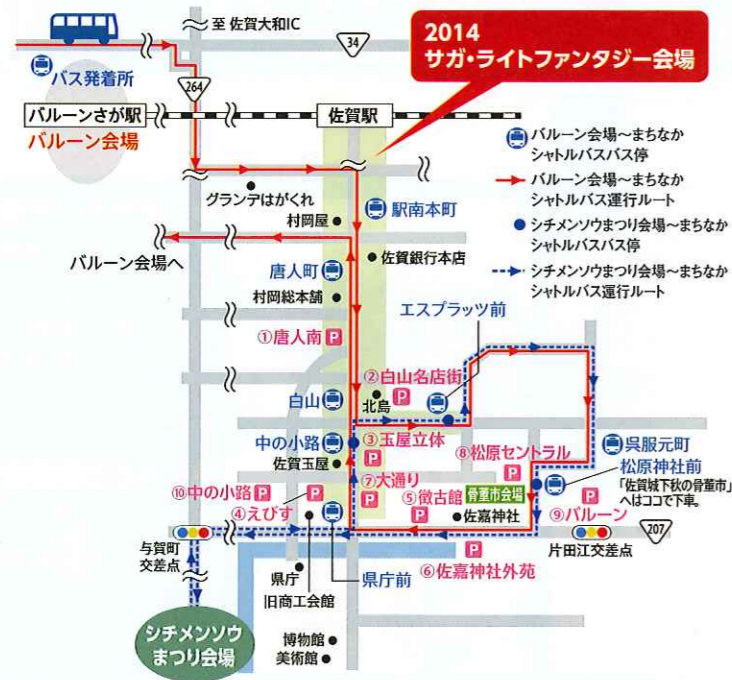 至 佐賀大和IC
34
2014
サガ・ライトファンタジー会場
バス発着所
264
バルーンさが駅
佐賀駅
バルーン会場
バルーン会場~まちなか
シャトルバスバス停
バルーン会場~まちなか
シャトルバス運行ルート
シチメンソウまつり会場~まちなか
シャトルバスバス停
シチメンソウまつり会場~まちなか
シャトルバス運行ルート
グランデはがくれ
村岡屋
駅南本町
バルーン会場へ
佐賀銀行本店
唐人町
村岡総本舗
エスプラッツ前
①唐人南 P
②白山名店街
P
白山
北島
中の小路
③玉屋立体
P
佐賀玉屋
⑧松原セントラル
P
呉服元町
松原神社前
「佐賀城下秋の骨董市」
へはココで下車。
⑦大通り
P
⑩中の小路 P
④えびす P
⑤徴古館
P
骨董市会場
佐嘉神社
⑨バルーン
P
207
与賀町
交差点
片田江交差点
県庁
旧商工会館
県庁前
P
⑥佐嘉神社外苑
シチメンソウ
まつり会場
博物館
美術館